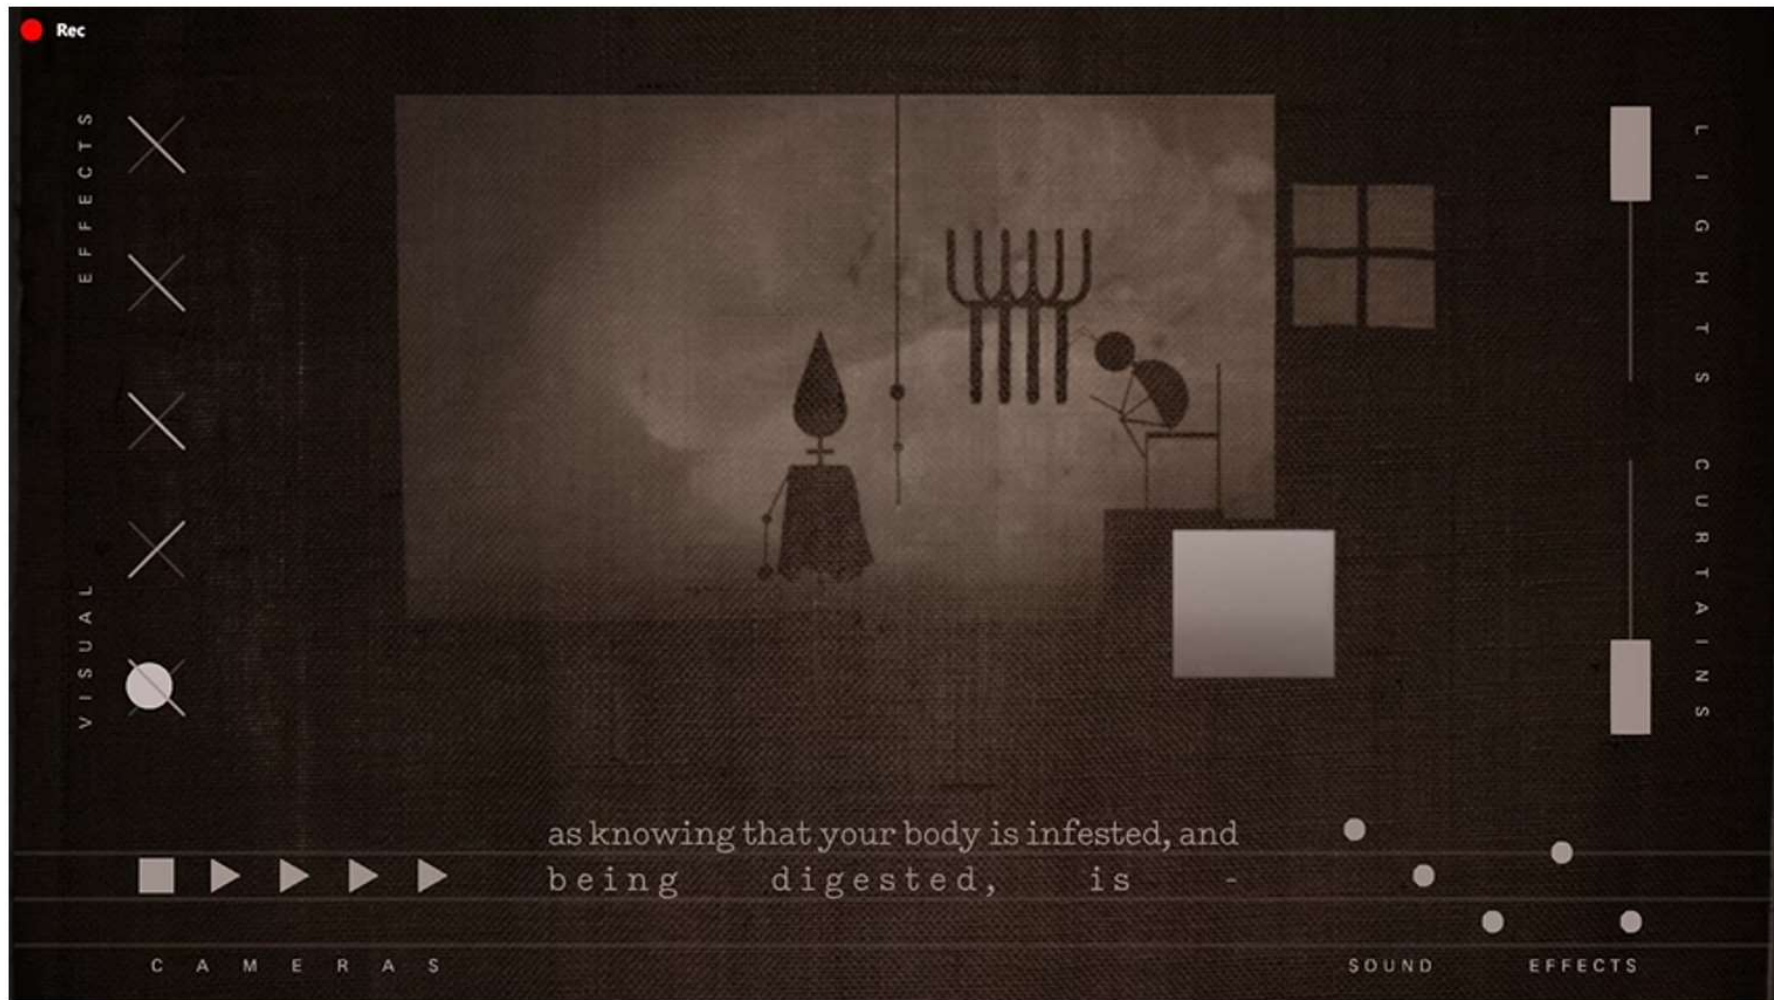 Rec
EFFECTS
VISUAL
LIGHTS
CURTAINS
as knowing that your body is infested, and
being digested, is -
CAMERAS
SOUND EFFECTS